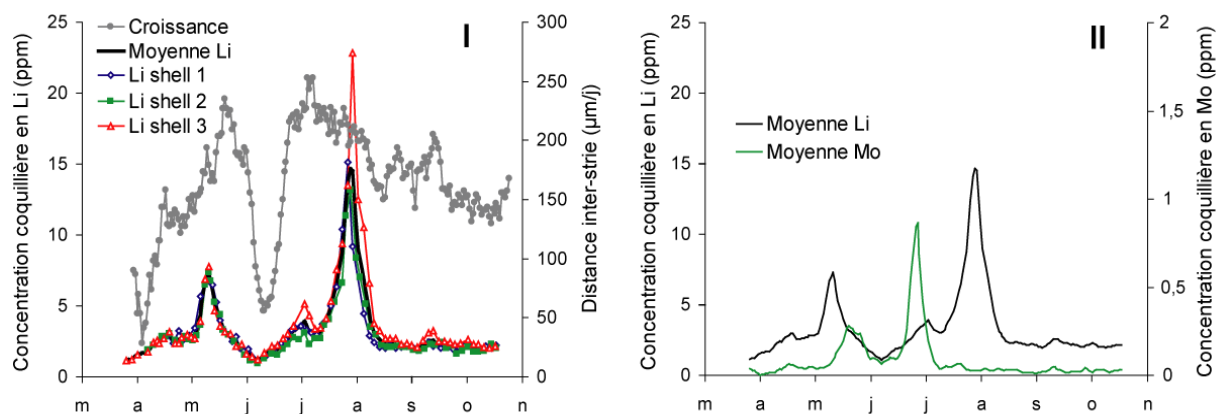 I
Concentration coquillière en Li (ppm)
25
20
15
10
5
0
Croissance
Moyenne Li
Li shell 1
Li shell 2
Li shell 3
300
250
200
150
100
50
0
Distance inter-strie (µm/j)
m a m j j a s o n
II
Concentration coquillière en Li (ppm)
25
20
15
10
5
0
Moyenne Li
Moyenne Mo
2
1,5
1
0,5
0
Concentration coquillière en Mo (ppm)
m a m j j a s o n